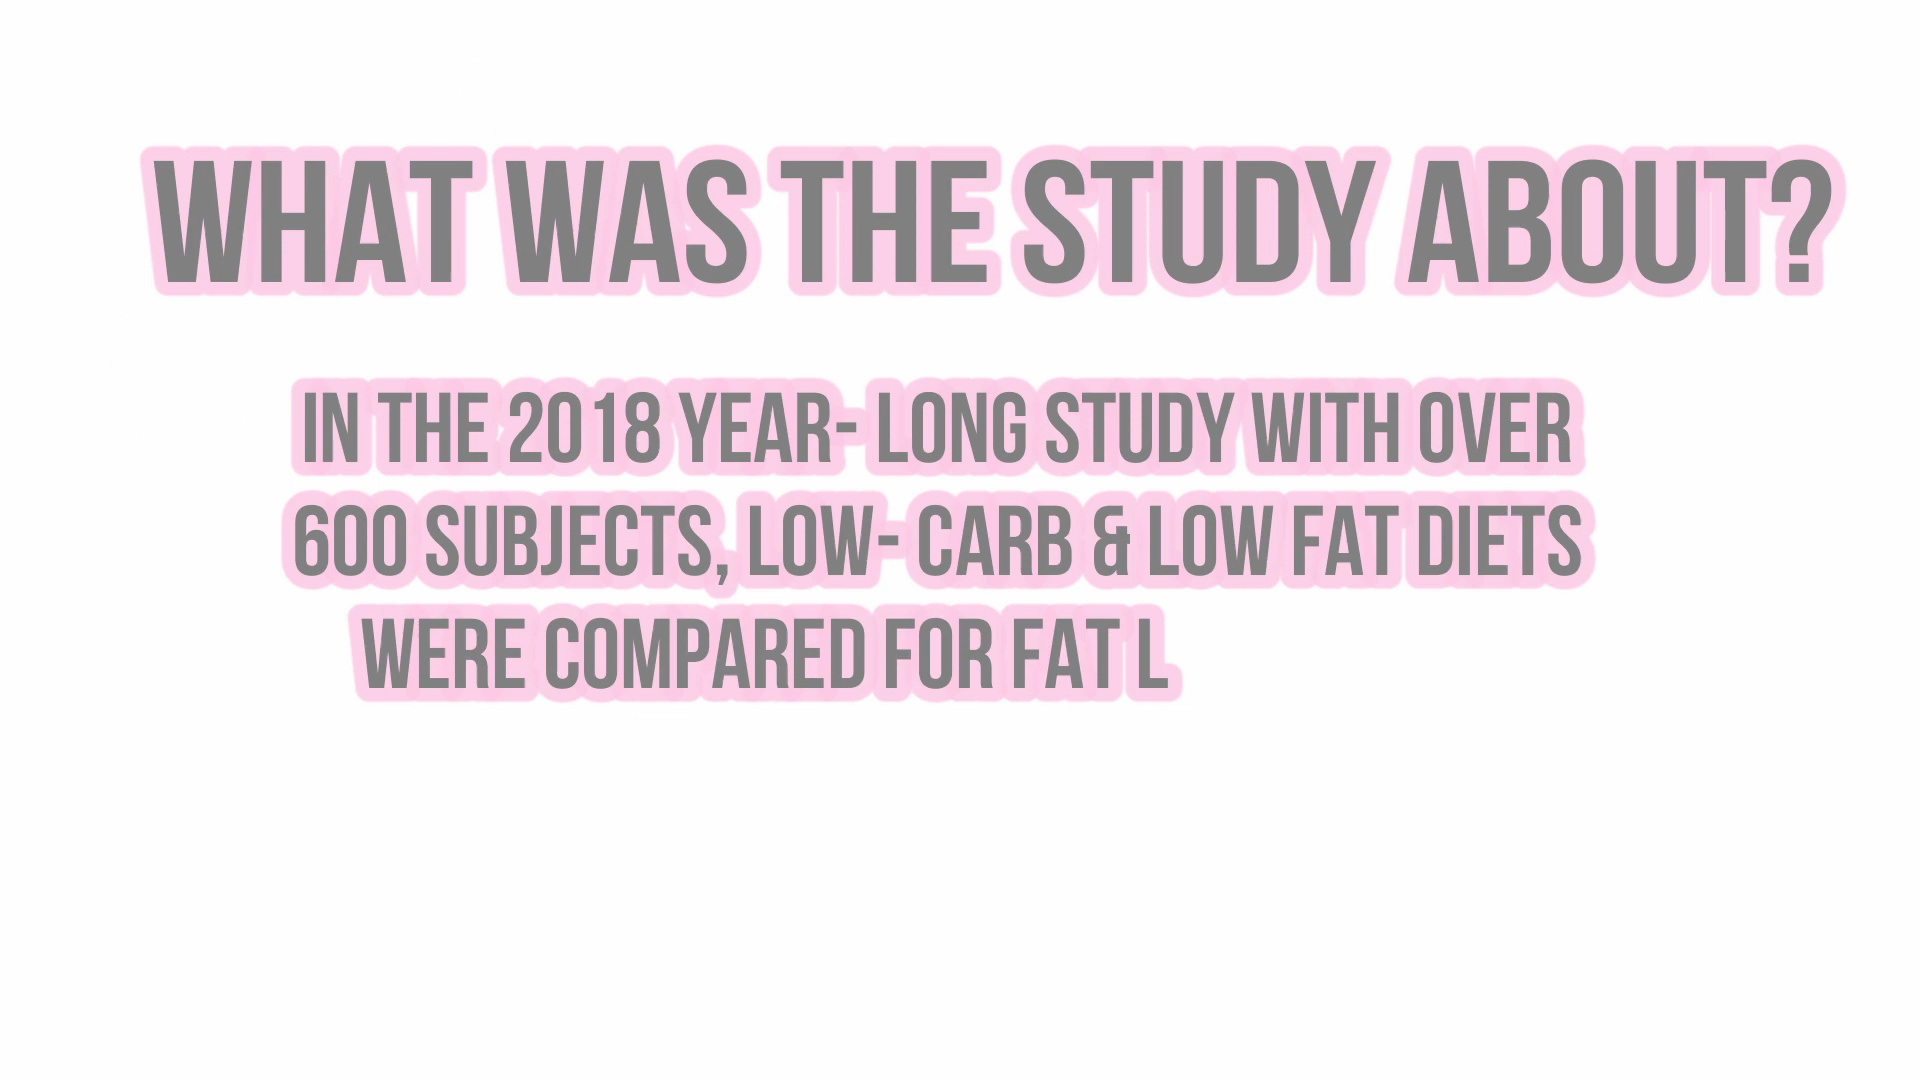 WHAT WAS THE STUDY ABOUT?
IN THE 2018 YEAR- LONG STUDY WITH OVER
600 SUBJECTS, LOW- CARB & LOW FAT DIETS
WERE COMPARED FOR FAT L